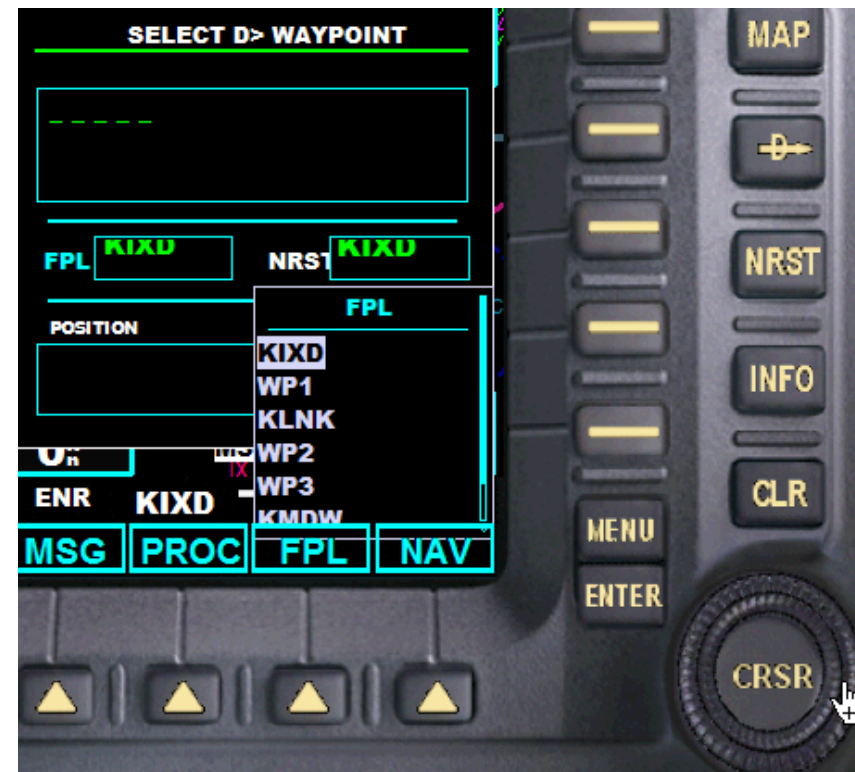 SELECT D> WAYPOINT
MAP
_ _ _ _ _
D
FPL KIXD NRST KIXD
NRST
FPL
POSITION
KIXD
WP1
INFO
KLNK
WP2
WP3
ENR KIXD
CLR
KMDW
MENU
MSG PROC FPL NAV
ENTER
CRSR